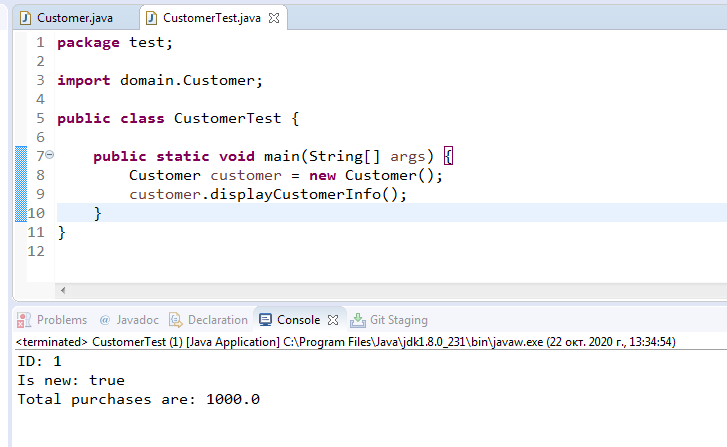 Customer.java CustomerTest.java
1 package test;
2
3 import domain.Customer;
4
5 public class CustomerTest {
6
7 public static void main(String[] args) {
8 Customer customer = new Customer();
9 customer.displayCustomerInfo();
10 }
11 }
12
Problems @ Javadoc Declaration Console Git Staging
<terminated> CustomerTest (1) [Java Application] C:\Program Files\Java\jdk1.8.0_231\bin\javaw.exe (22 окт. 2020 г., 13:34:54)
ID: 1
Is new: true
Total purchases are: 1000.0